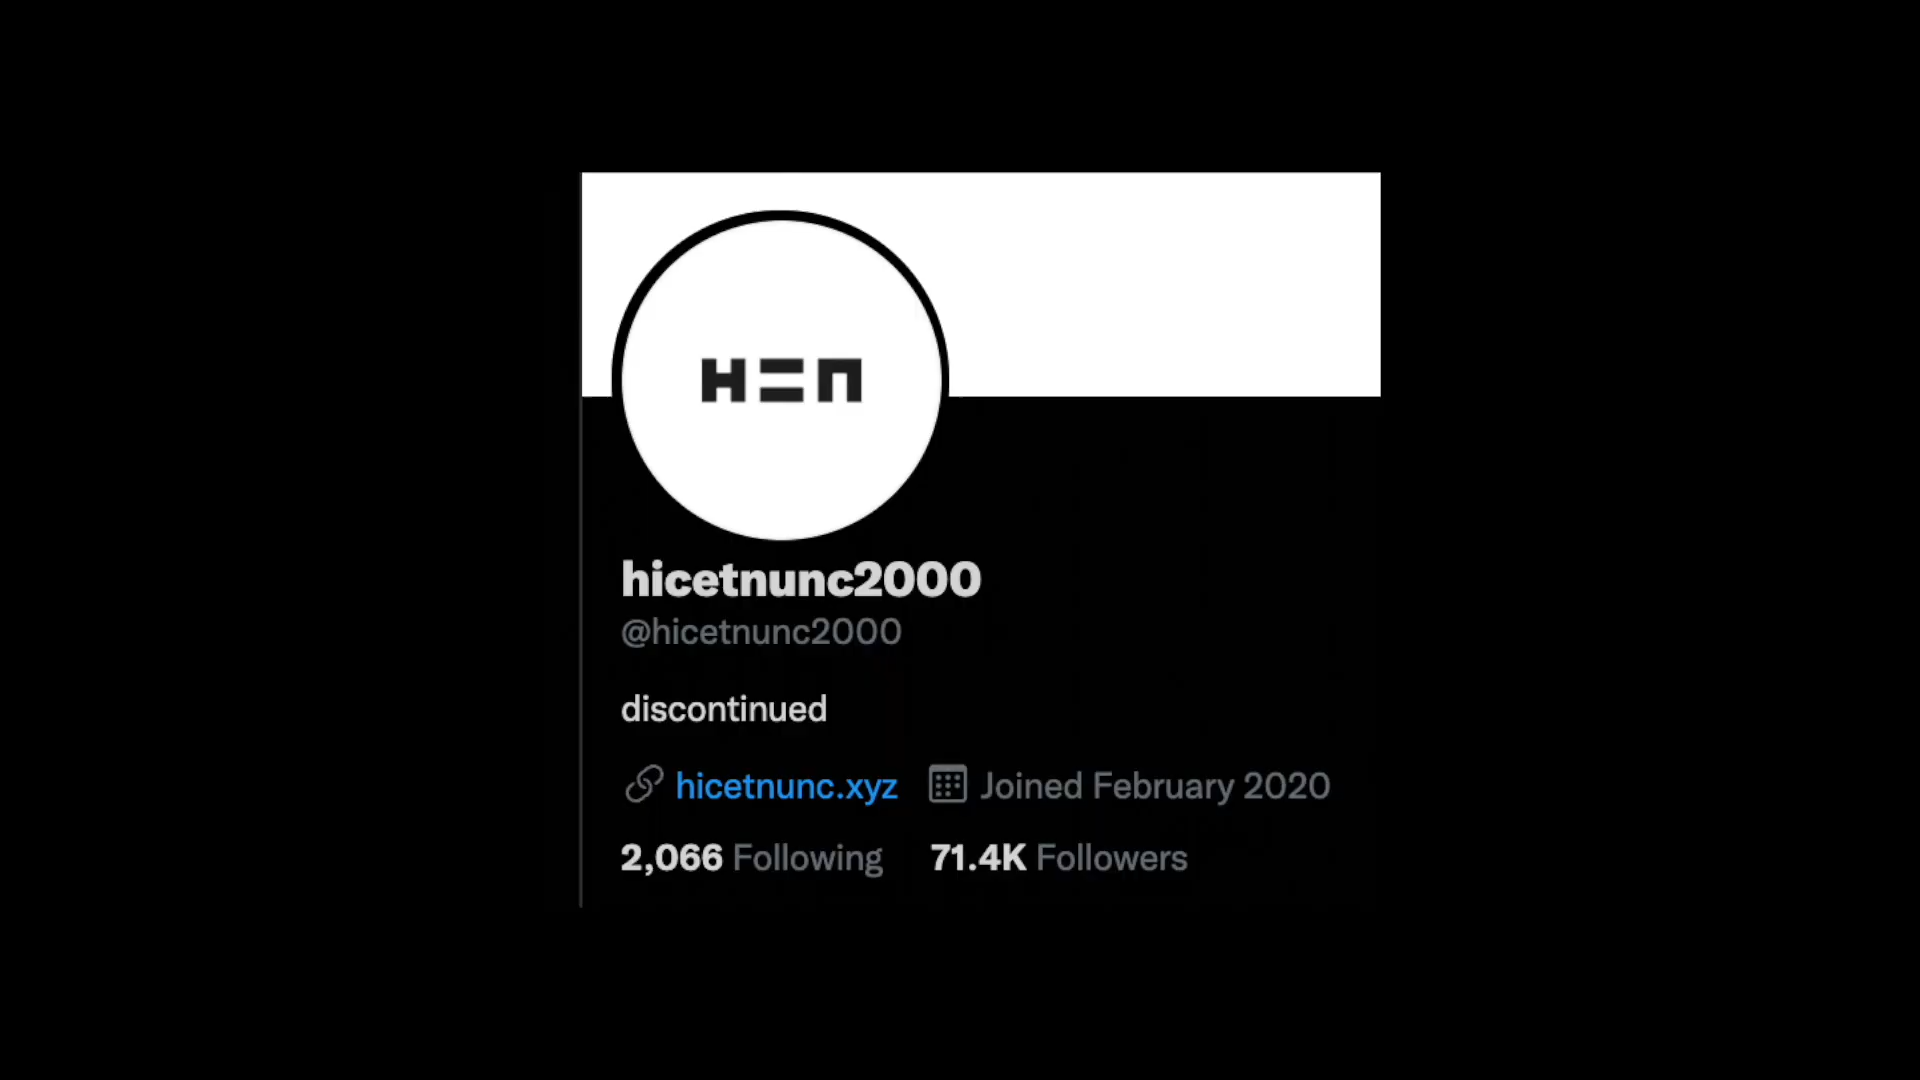 H=n
hicetnunc2000
@hicetnunc2000
discontinued
hicetnunc.xyz Joined February 2020
2,066 Following 71.4K Followers